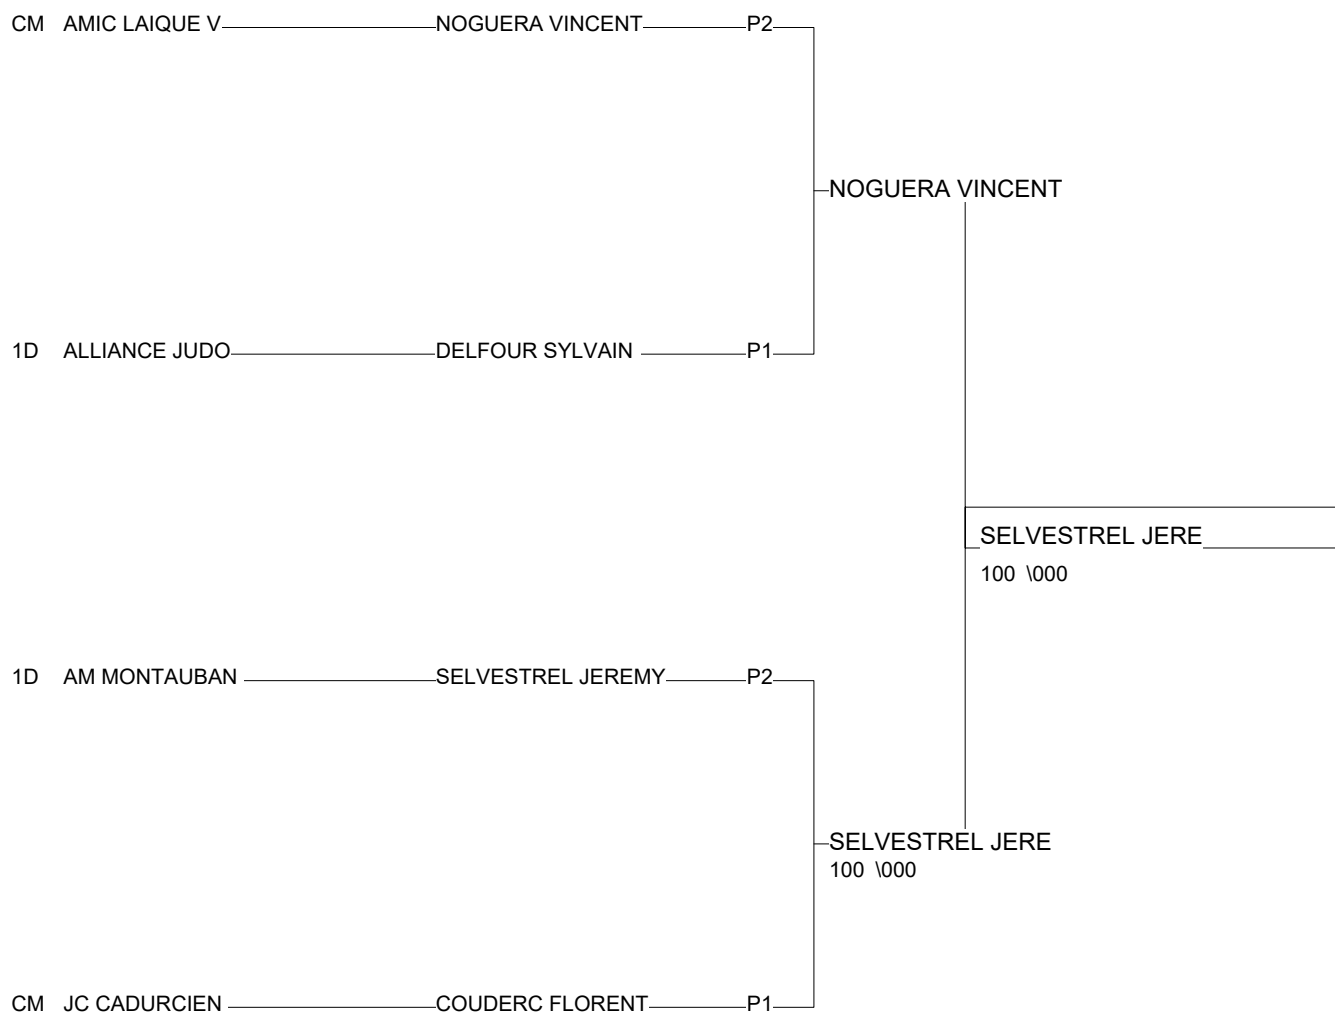 CM AMIC LAIQUE V NOGUERA VINCENT P2
NOGUERA VINCENT
1D ALLIANCE JUDO DELFOUR SYLVAIN P1
SELVESTREL JERE
100 \000
1D AM MONTAUBAN SELVESTREL JEREMY P2
SELVESTREL JERE
100 \000
CM JC CADURCIEN COUDERC FLORENT P1